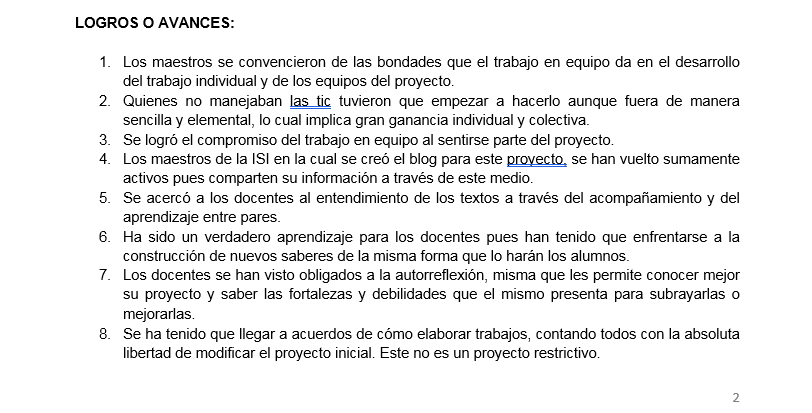 LOGROS O AVANCES:
1. Los maestros se convencieron de las bondades que el trabajo en equipo da en el desarrollo
del trabajo individual y de los equipos del proyecto.
2. Quienes no manejaban las tic tuvieron que empezar a hacerlo aunque fuera de manera
sencilla y elemental, lo cual implica gran ganancia individual y colectiva.
3. Se logró el compromiso del trabajo en equipo al sentirse parte del proyecto.
4. Los maestros de la ISI en la cual se creó el blog para este proyecto, se han vuelto sumamente
activos pues comparten su información a través de este medio.
5. Se acercó a los docentes al entendimiento de los textos a través del acompañamiento y del
aprendizaje entre pares.
6. Ha sido un verdadero aprendizaje para los docentes pues han tenido que enfrentarse a la
construcción de nuevos saberes de la misma forma que lo harán los alumnos.
7. Los docentes se han visto obligados a la autorreflexión, misma que les permite conocer mejor
su proyecto y saber las fortalezas y debilidades que el mismo presenta para subrayarlas o
mejorarlas.
8. Se ha tenido que llegar a acuerdos de cómo elaborar trabajos, contando todos con la absoluta
libertad de modificar el proyecto inicial. Este no es un proyecto restrictivo.
2